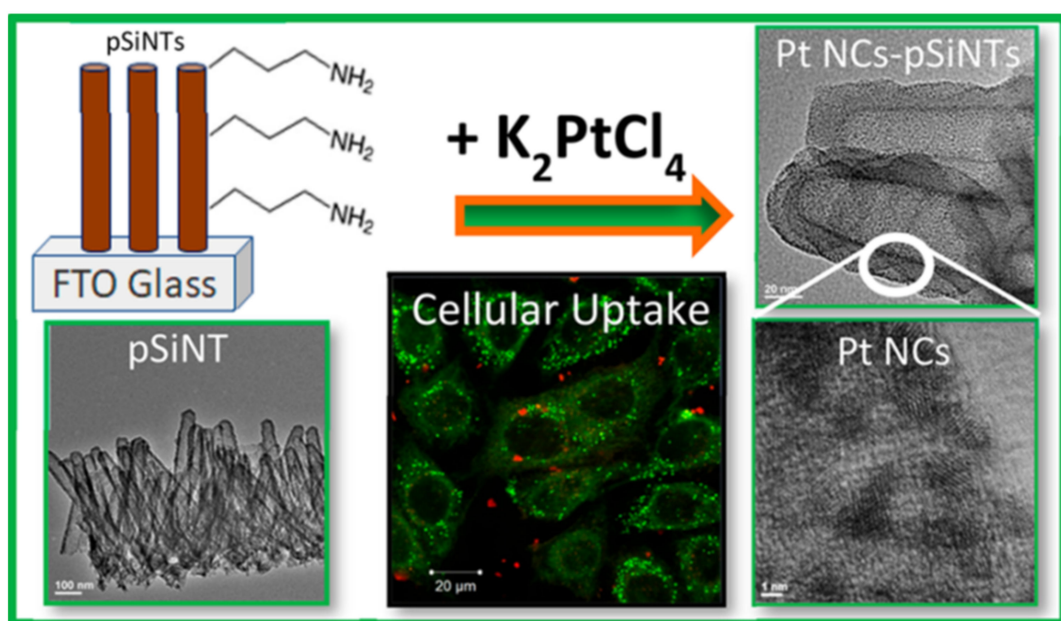 pSiNTs
NH₂
NH₂
NH₂
FTO Glass
+ K₂PtCl₄
Pt NCs-pSiNTs
20 nm
pSiNT
100 nm
Cellular Uptake
20 µm
Pt NCs
1 nm